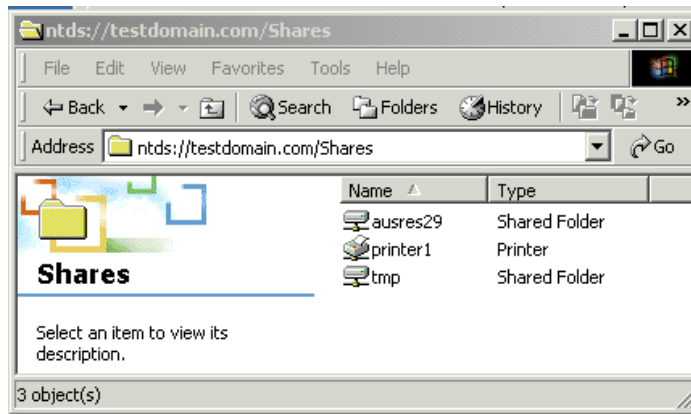 ntds://testdomain.com/Shares
File Edit View Favorites Tools Help
Back Search Folders History »
Address ntds://testdomain.com/Shares Go
Name Type
ausres29 Shared Folder
printer1 Printer
tmp Shared Folder
Shares
Select an item to view its
description.
3 object(s)